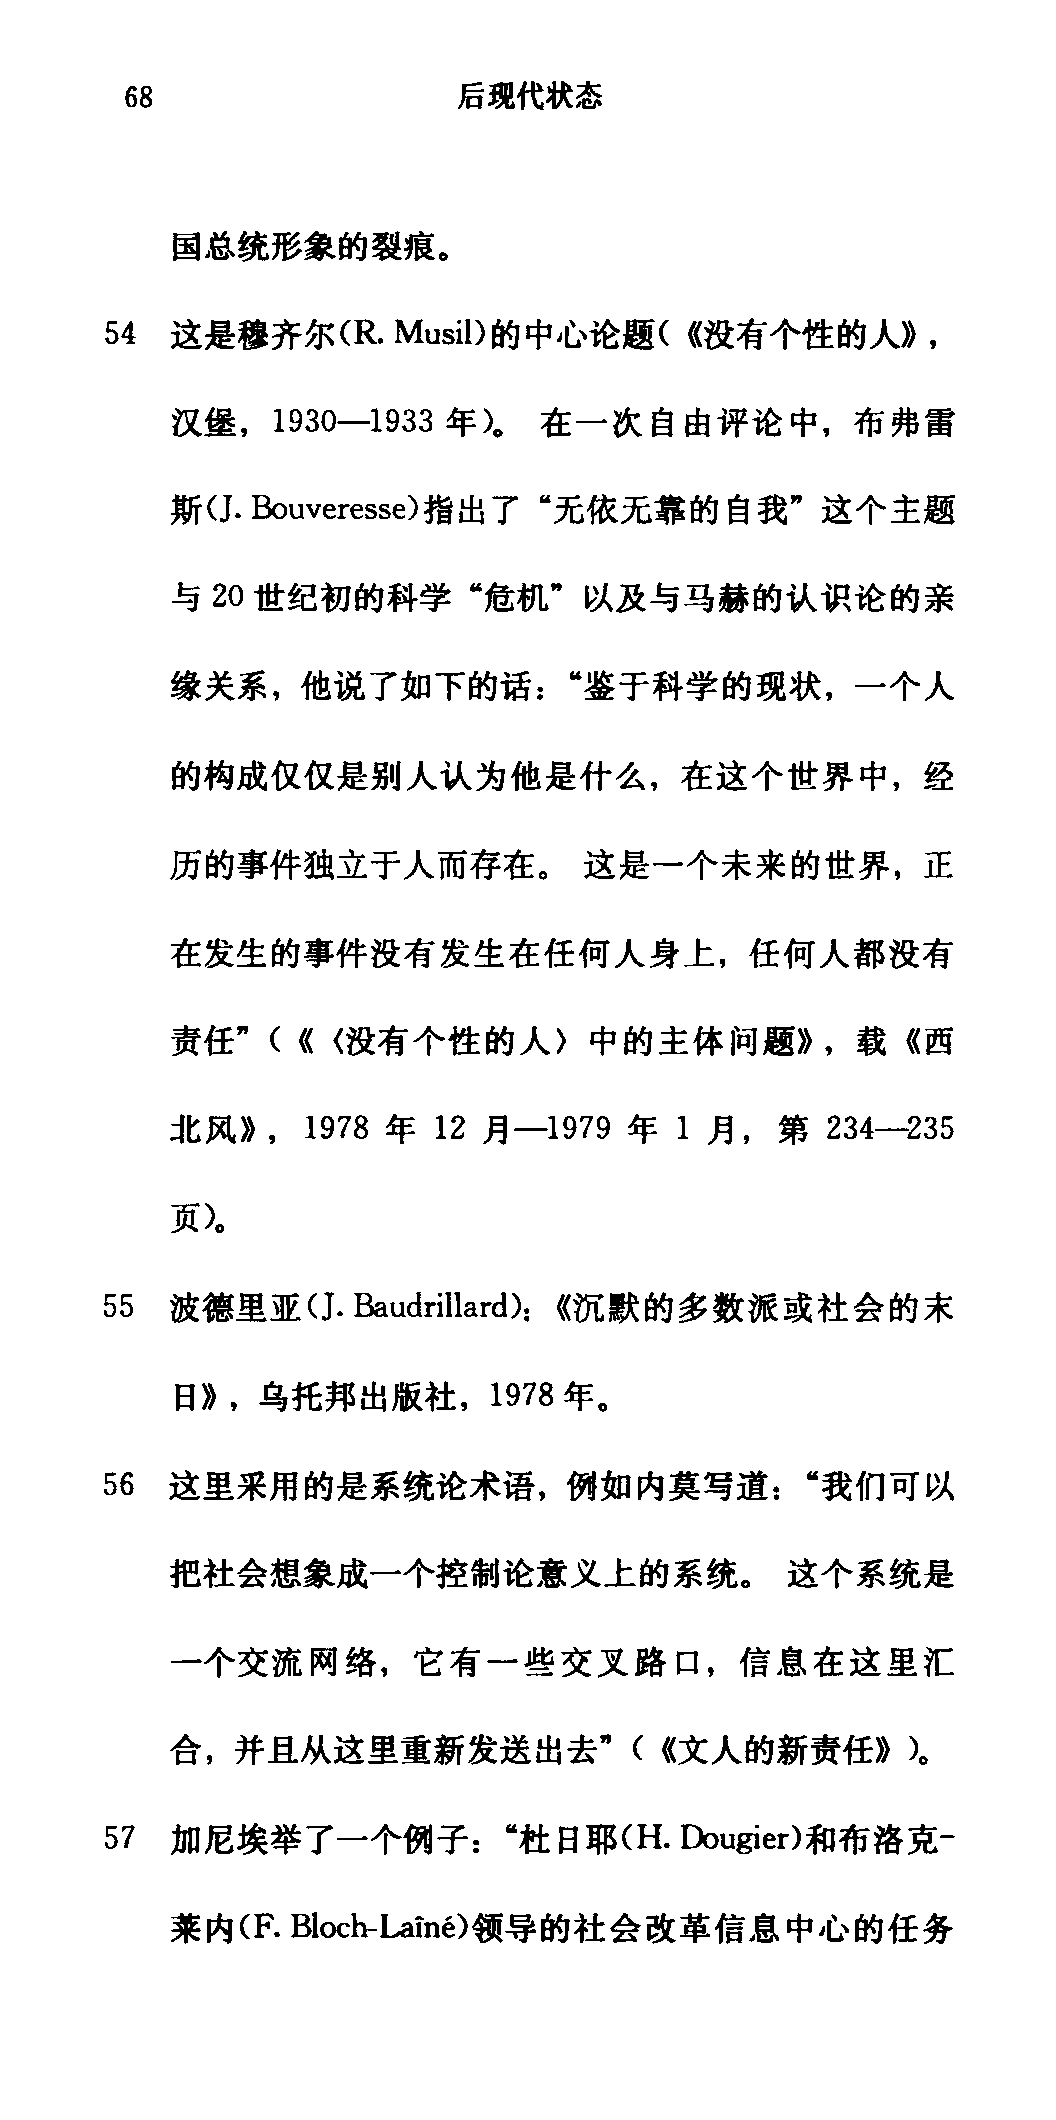 68 后现代状态
国总统形象的裂痕。
54 这是穆齐尔(R. Musil)的中心论题(《没有个性的人》,
汉堡, 1930—1933 年)。 在一次自由评论中, 布弗雷
斯(J. Bouveresse)指出了“无依无靠的自我”这个主题
与 20 世纪初的科学“危机”以及与马赫的认识论的亲
缘关系, 他说了如下的话: “鉴于科学的现状, 一个人
的构成仅仅是别人认为他是什么, 在这个世界中, 经
历的事件独立于人而存在。 这是一个未来的世界, 正
在发生的事件没有发生在任何人身上, 任何人都没有
责任”(《〈没有个性的人〉中的主体问题》, 载《西
北风》, 1978 年 12 月—1979 年 1 月, 第 234—235
页)。
55 波德里亚(J. Baudrillard): 《沉默的多数派或社会的末
日》, 乌托邦出版社, 1978 年。
56 这里采用的是系统论术语, 例如内莫写道: “我们可以
把社会想象成一个控制论意义上的系统。 这个系统是
一个交流网络, 它有一些交叉路口, 信息在这里汇
合, 并且从这里重新发送出去”(《文人的新责任》)。
57 加尼埃举了一个例子: “杜日耶(H. Dougier)和布洛克-
莱内(F. Bloch-Laîné)领导的社会改革信息中心的任务